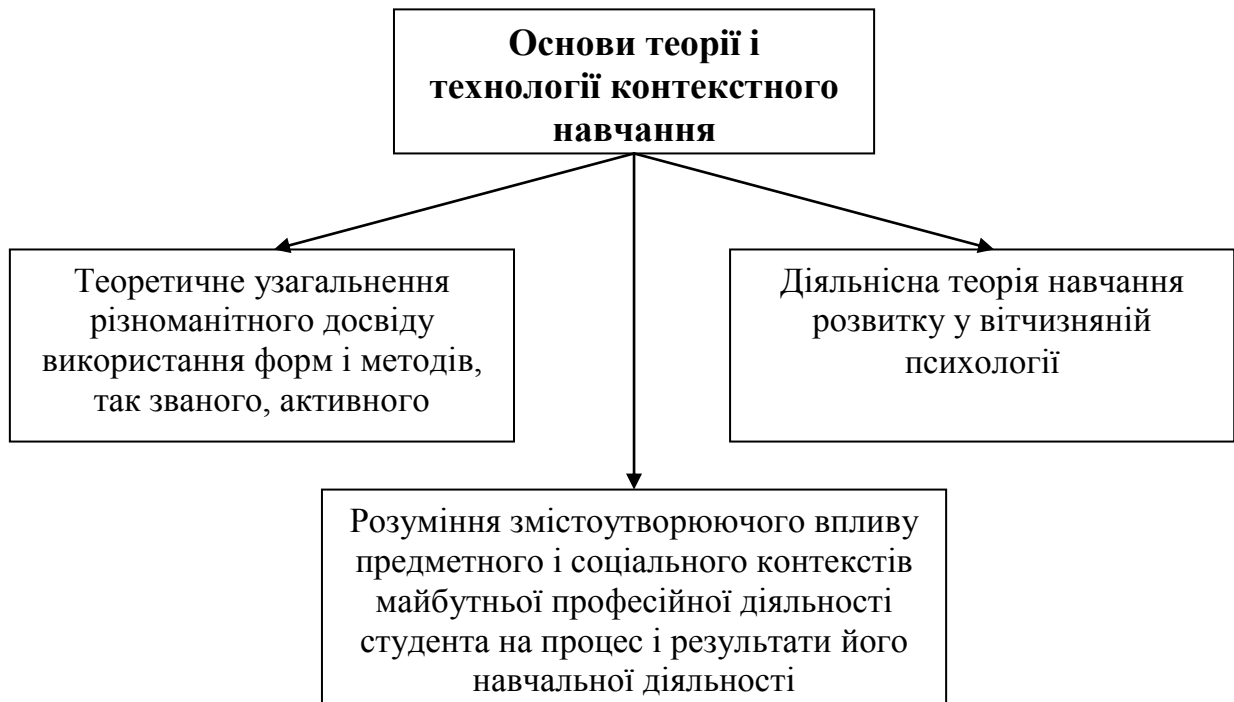 Основи теорії і
технології контекстного
навчання
Теоретичне узагальнення
різноманітного досвіду
використання форм і методів,
так званого, активного
Діяльнісна теорія навчання
розвитку у вітчизняній
психології
Розуміння змістоутворюючого впливу
предметного і соціального контекстів
майбутньої професійної діяльності
студента на процес і результати його
навчальної діяльності